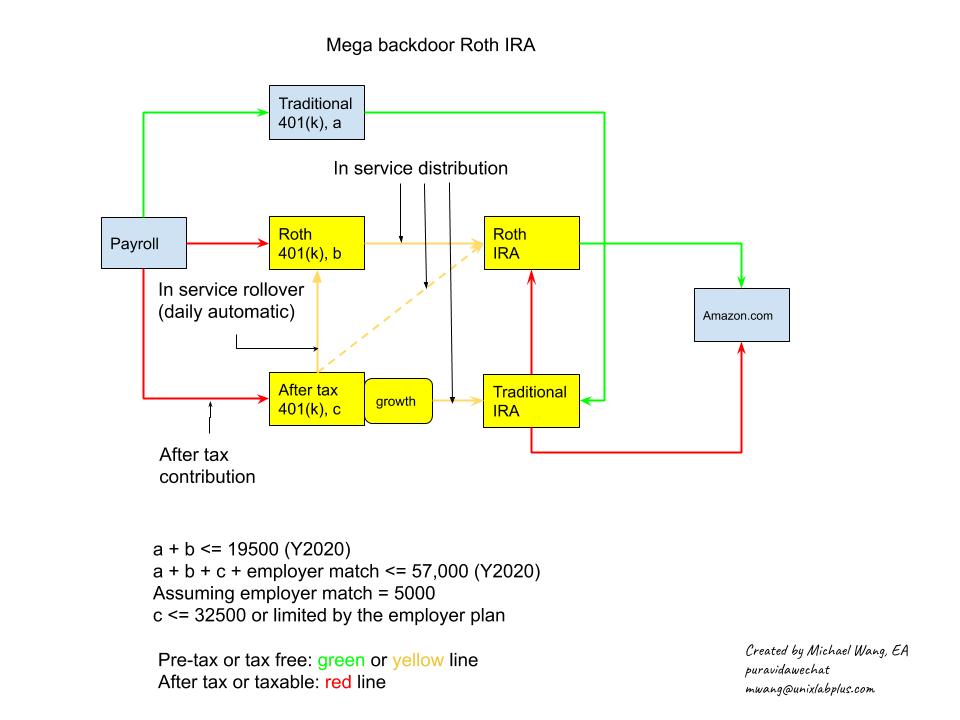 Mega backdoor Roth IRA
Traditional
401(k), a
In service distribution
Payroll
Roth
401(k), b
Roth
IRA
In service rollover
(daily automatic)
Amazon.com
After tax
401(k), c
growth
Traditional
IRA
After tax
contribution
a + b <= 19500 (Y2020)
a + b + c + employer match <= 57,000 (Y2020)
Assuming employer match = 5000
c <= 32500 or limited by the employer plan
Pre-tax or tax free: green or yellow line
After tax or taxable: red line
Created by Michael Wang, EA
puravidawechat
mwang@unixlabplus.com